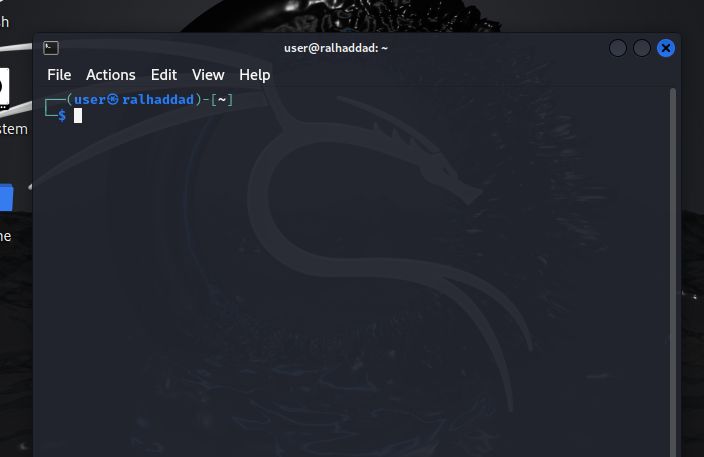 user@ralhaddad: ~
File Actions Edit View Help
┌──(user㉿ralhaddad)-[~]
└─$